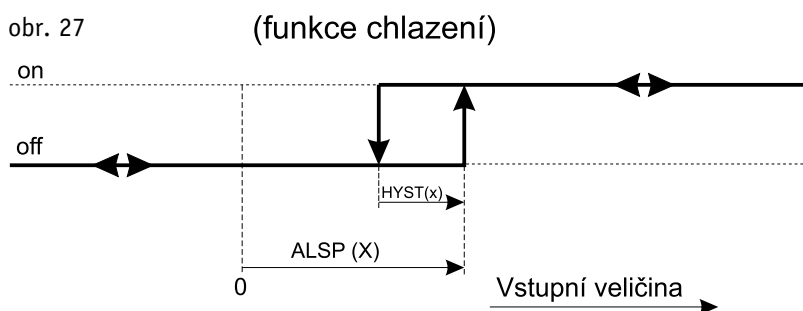 obr. 27
(funkce chlazení)
on
off
HYST(x)
ALSP (X)
0
Vstupní veličina